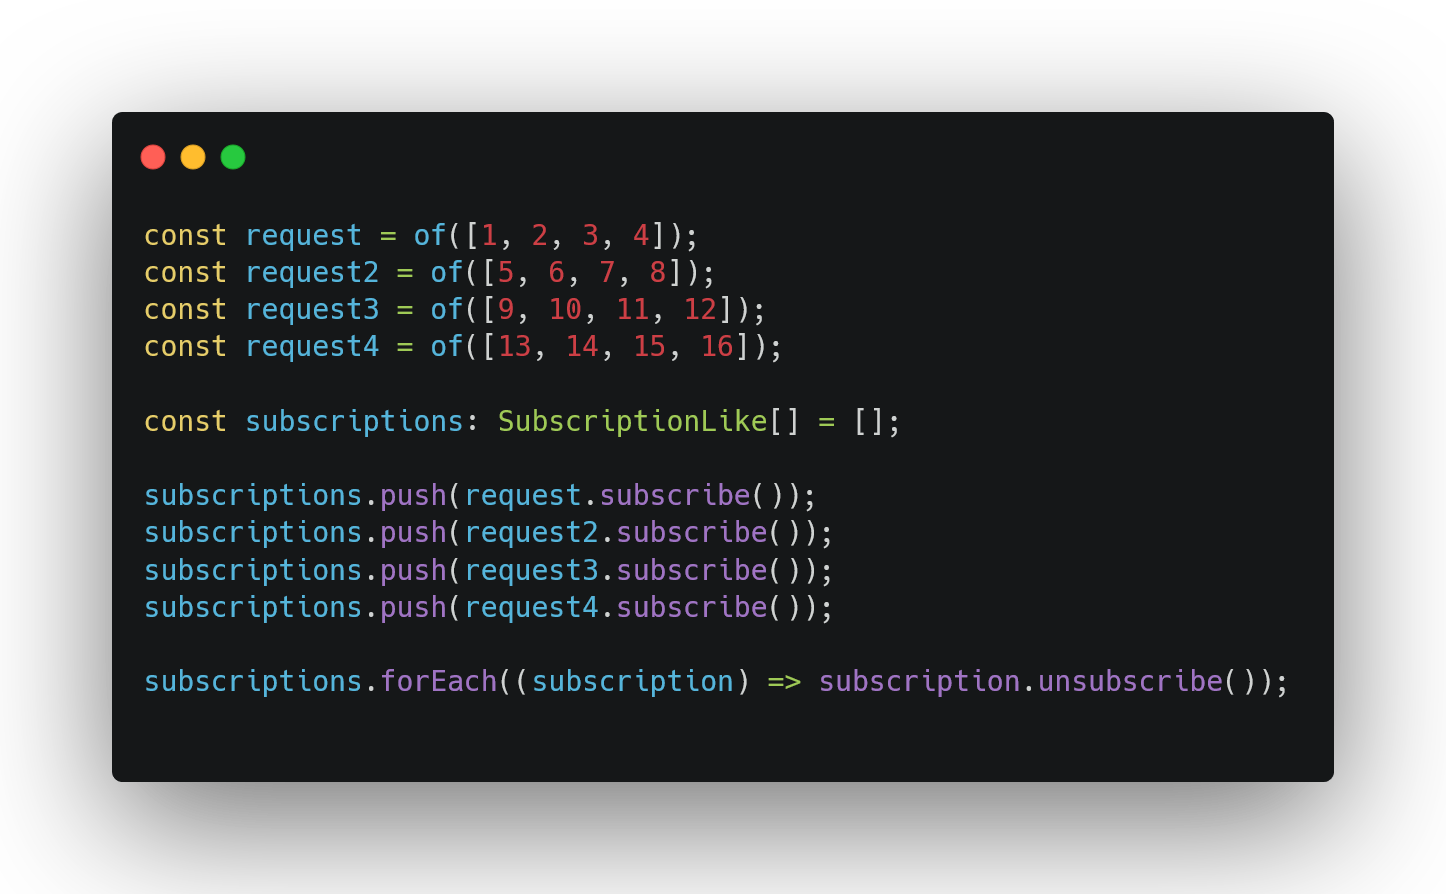 const request = of([1, 2, 3, 4]);
const request2 = of([5, 6, 7, 8]);
const request3 = of([9, 10, 11, 12]);
const request4 = of([13, 14, 15, 16]);
const subscriptions: SubscriptionLike[] = [];
subscriptions.push(request.subscribe());
subscriptions.push(request2.subscribe());
subscriptions.push(request3.subscribe());
subscriptions.push(request4.subscribe());
subscriptions.forEach((subscription) => subscription.unsubscribe());